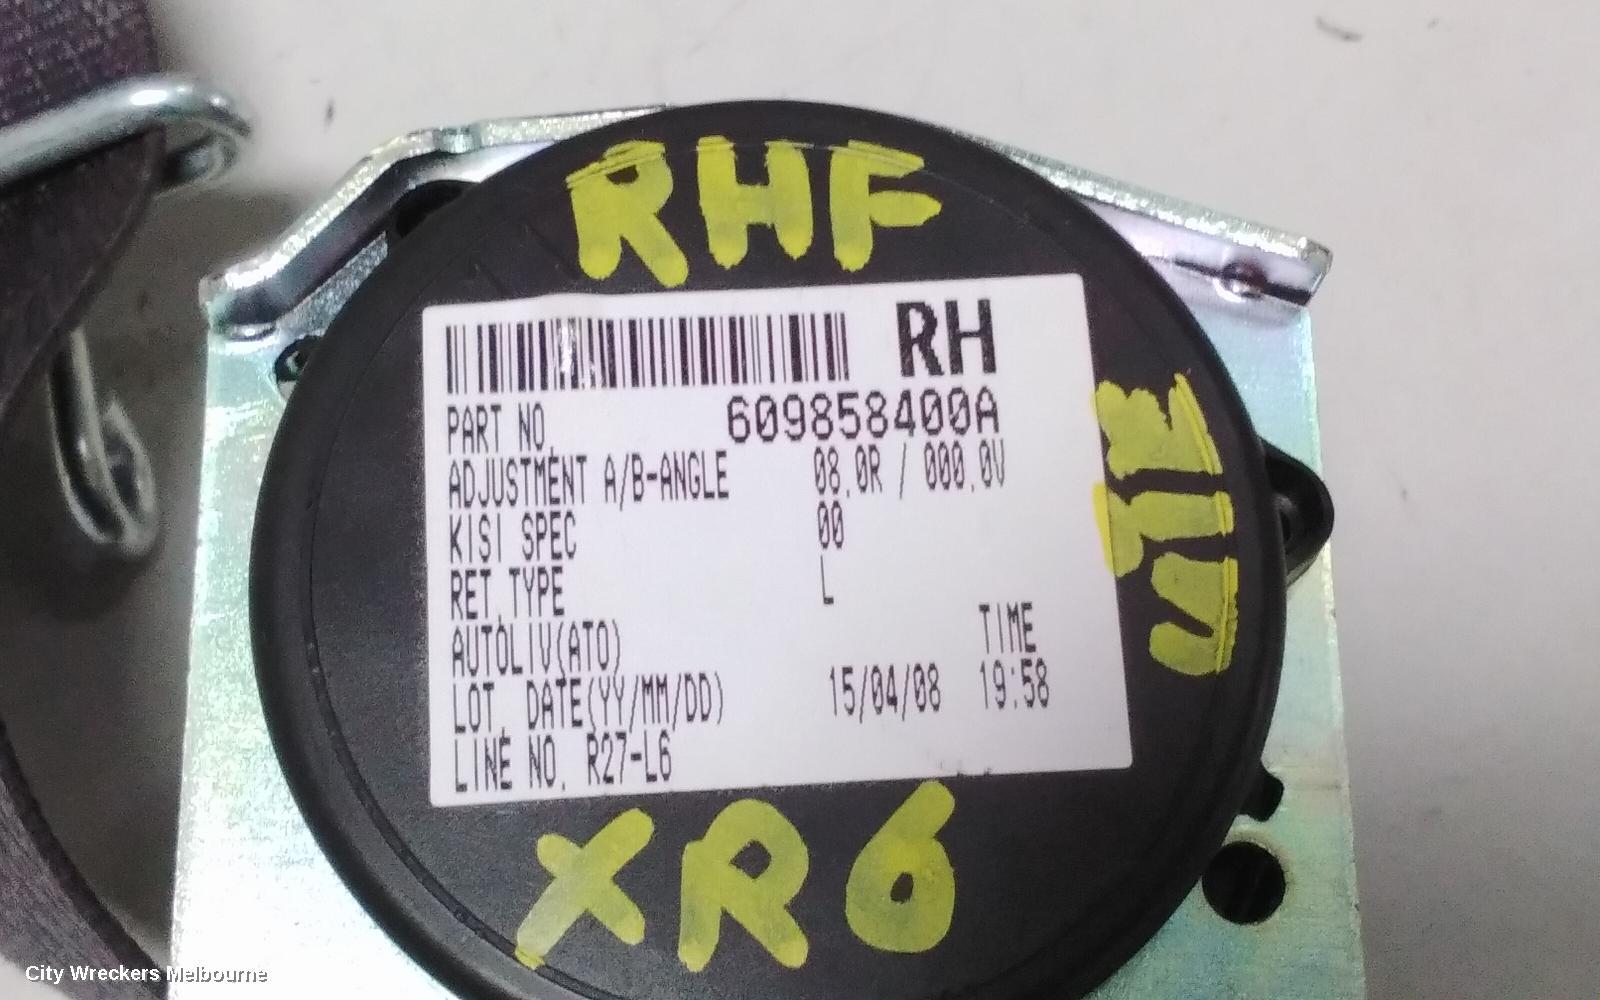 RHF
RH
PART NO.
609858400A
ADJUSTMENT A/B-ANGLE 08.0R / 000.0V
KISI SPEC 00
RET.TYPE L
AUTOLIV(ATO) TIME
LOT. DATE(YY/MM/DD) 15/04/08 19:58
LINE NO. R27-L6
XR6
City Wreckers Melbourne